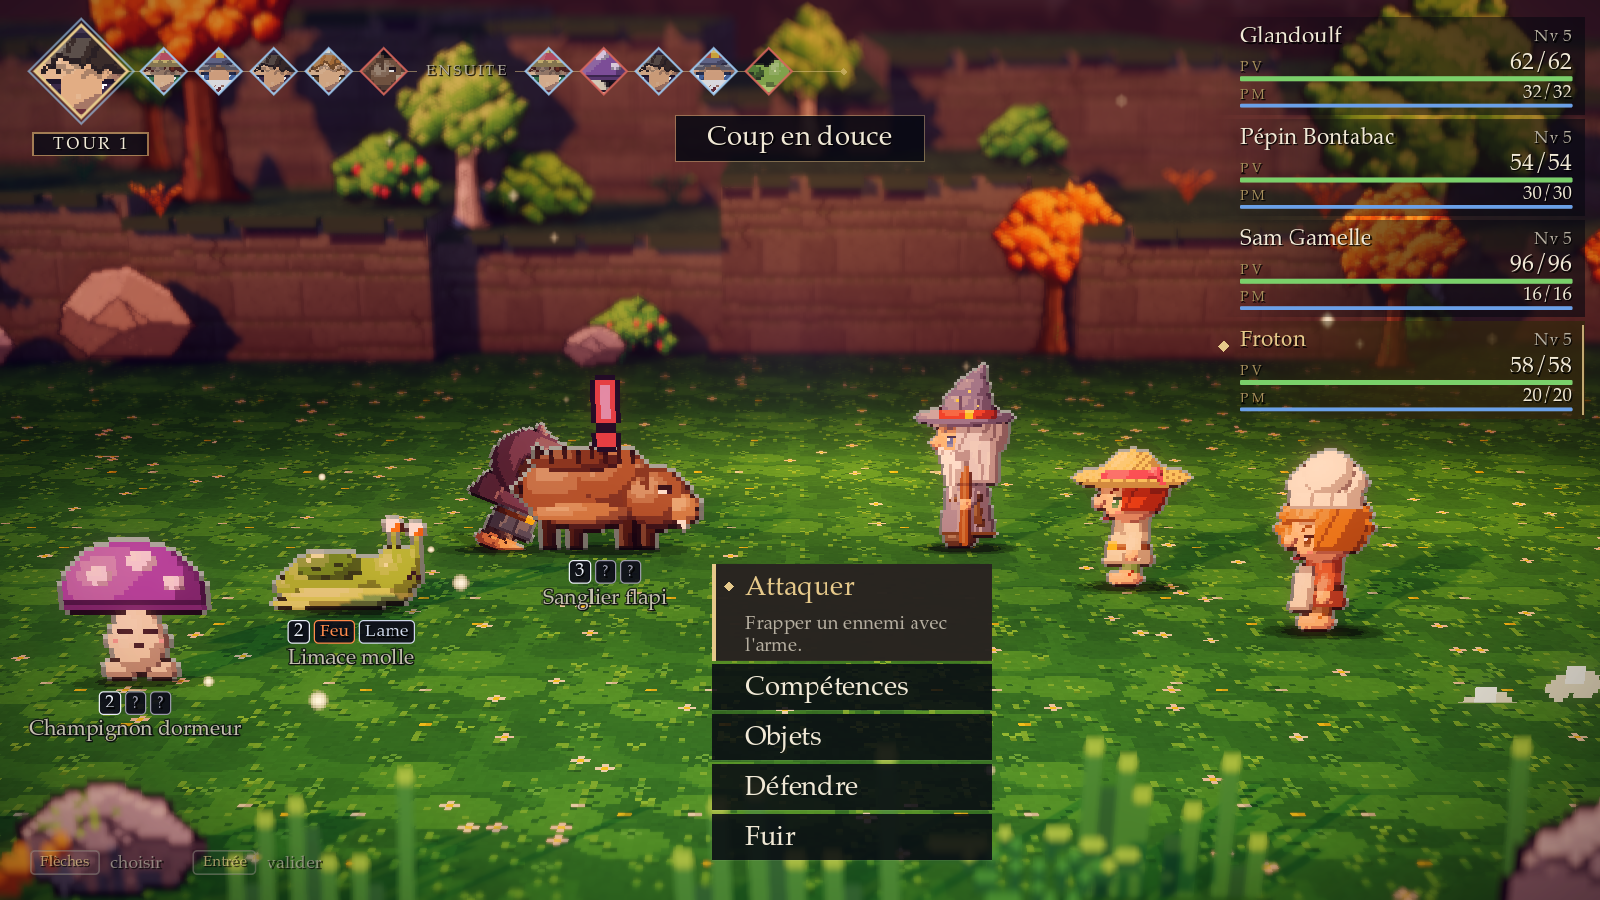 ENSUITE
TOUR 1
Coup en douce
Glandoulf Nv 5
PV 62/62
PM 32/32
Pépin Bontabac Nv 5
PV 54/54
PM 30/30
Sam Gamelle Nv 5
PV 96/96
PM 16/16
Froton Nv 5
PV 58/58
PM 20/20
3 ? ?
Sanglier flapi
2 Feu Lame
Limace molle
2 ? ?
Champignon dormeur
Attaquer
Frapper un ennemi avec
l'arme.
Compétences
Objets
Défendre
Fuir
Flèches choisir Entrée valider